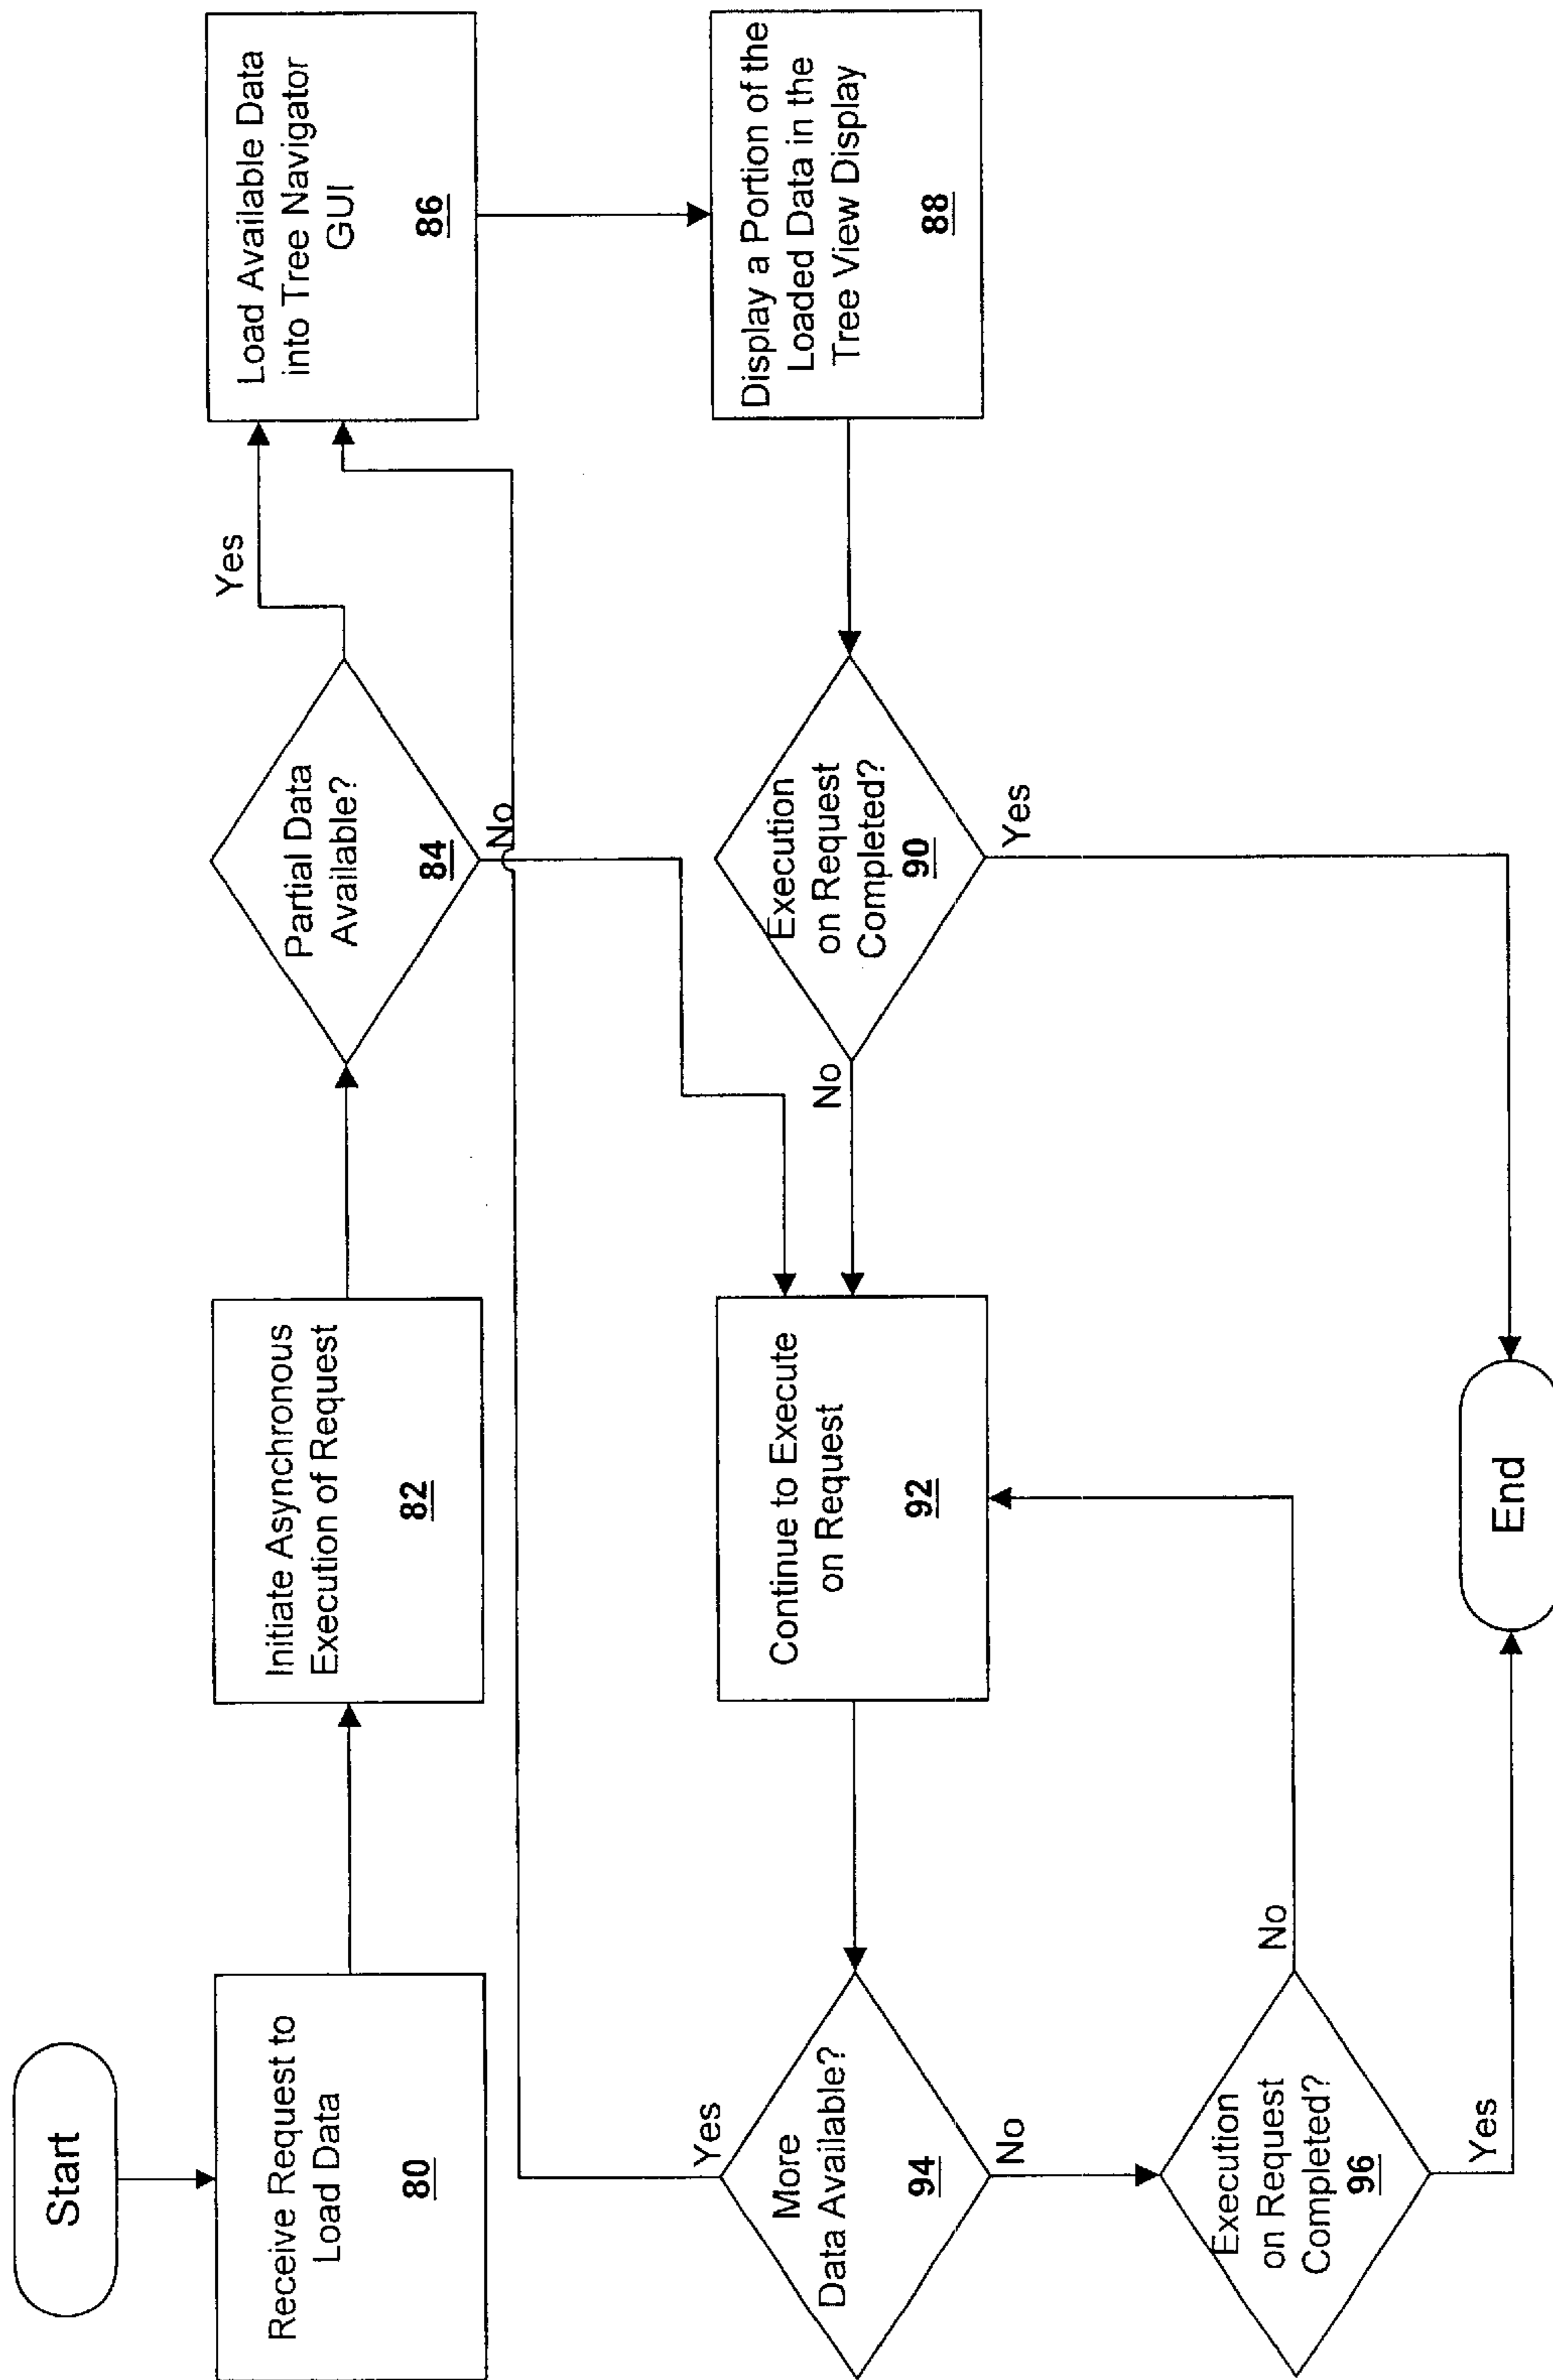 Start
Receive Request to
Load Data
80
Initiate Asynchronous
Execution of Request
82
Partial Data
Available?
84
Yes
No
Load Available Data
into Tree Navigator
GUI
86
Display a Portion of the
Loaded Data in the
Tree View Display
88
Execution
on Request
Completed?
90
No
Yes
Continue to Execute
on Request
92
More
Data Available?
94
Yes
No
Execution
on Request
Completed?
96
No
Yes
End